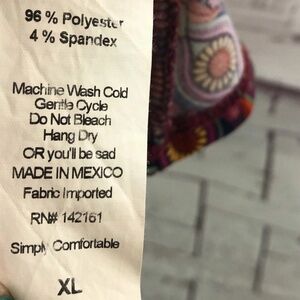 96 % Polyester
4 % Spandex
Machine Wash Cold
Gentle Cycle
Do Not Bleach
Hang Dry
OR you'll be sad
MADE IN MEXICO
Fabric Imported
RN# 142161
Simply Comfortable
XL